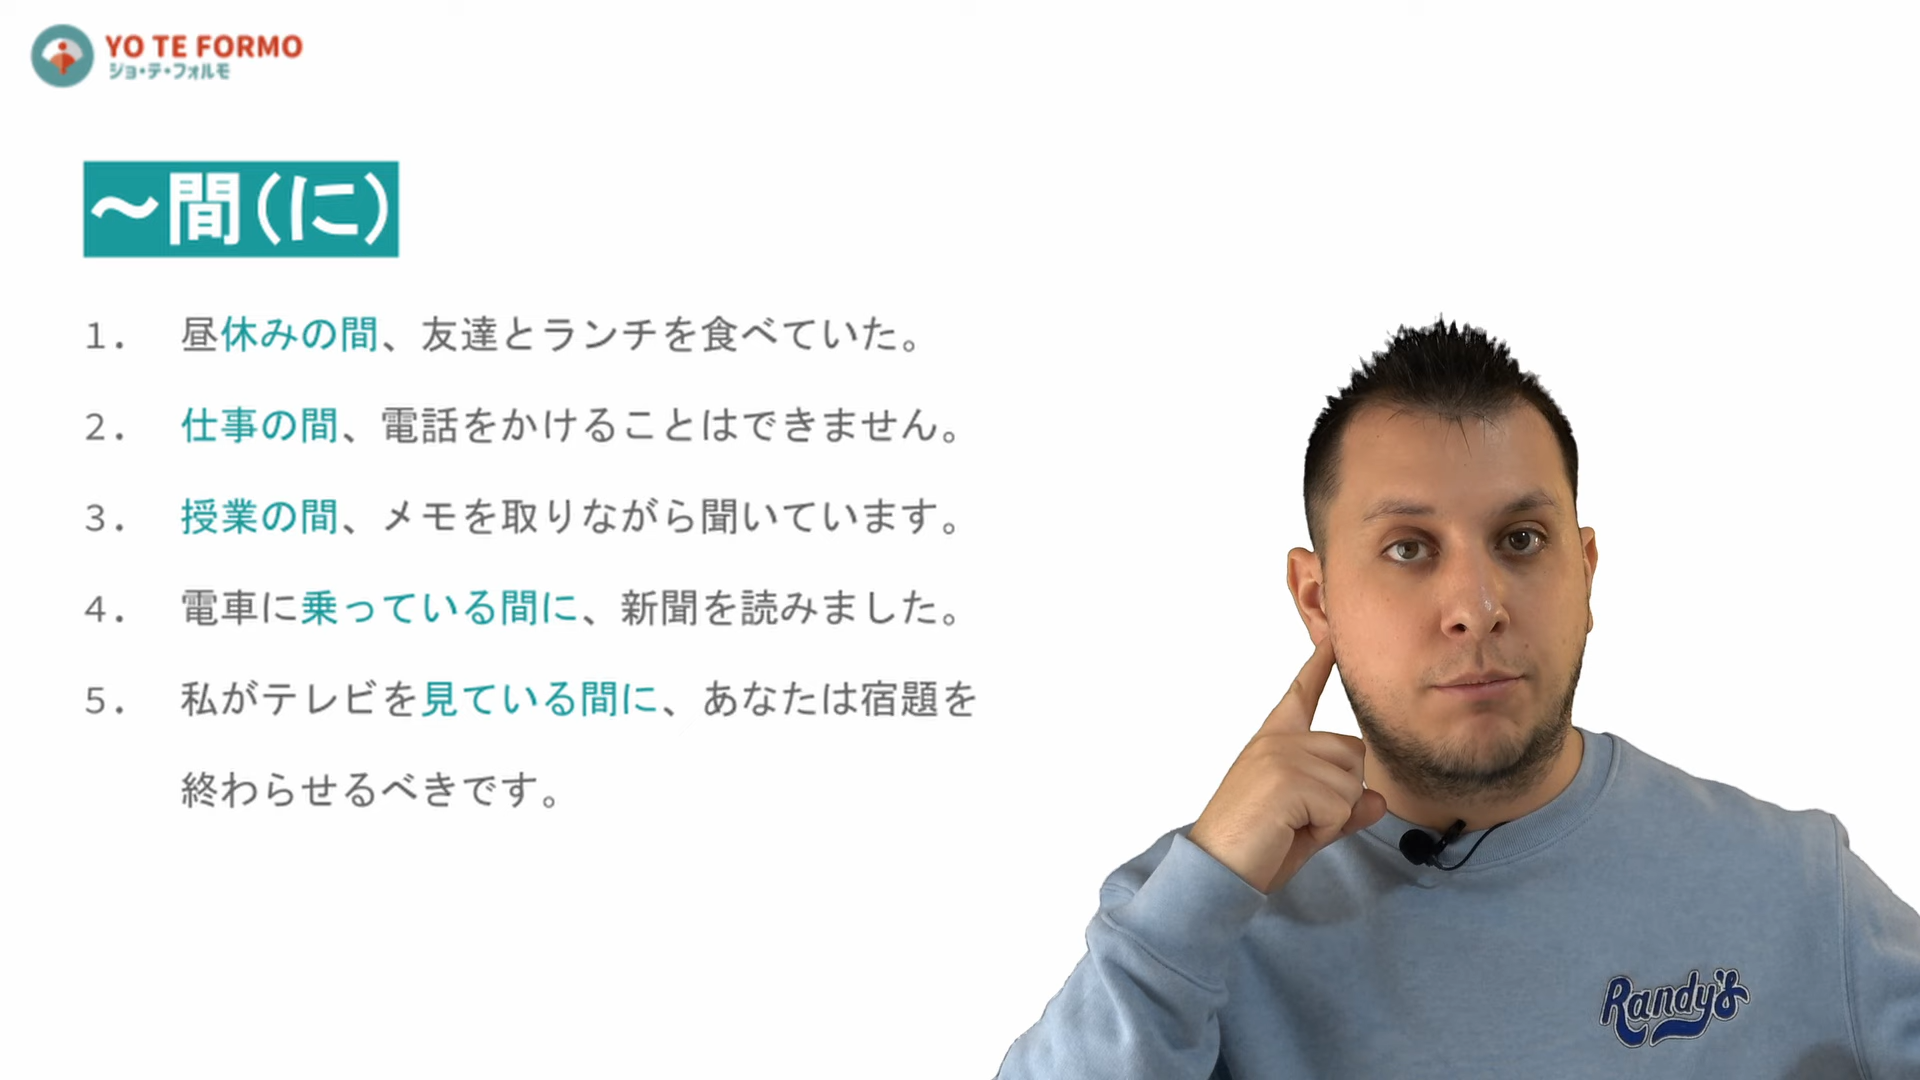 YO TE FORMO
ジョ・テ・フォルモ
～間（に）
1. 昼休みの間、友達とランチを食べていた。
2. 仕事の間、電話をかけることはできません。
3. 授業の間、メモを取りながら聞いています。
4. 電車に乗っている間に、新聞を読みました。
5. 私がテレビを見ている間に、あなたは宿題を
終わらせるべきです。
Randy's